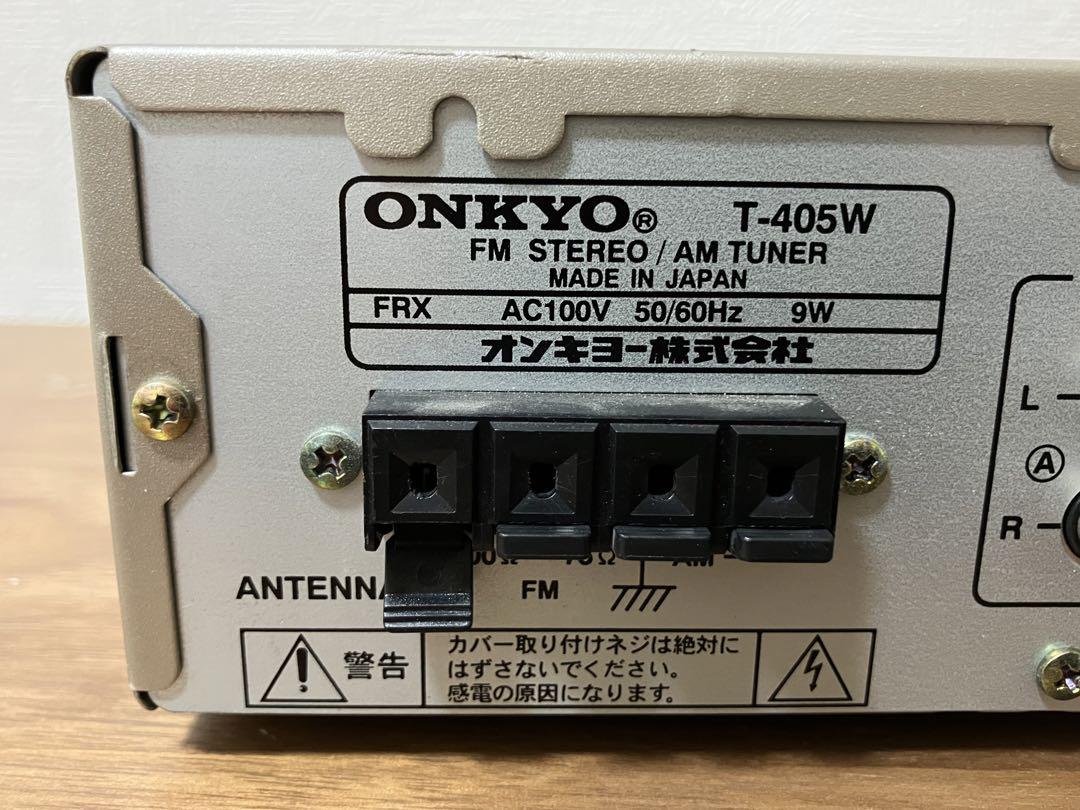 ONKYO® T-405W
FM STEREO / AM TUNER
MADE IN JAPAN
FRX AC100V 50/60Hz 9W
オンキヨー株式会社
L
Ⓐ
R
AM
ANTENNA
FM
警告
カバー取り付けネジは絶対に
はずさないでください。
感電の原因になります。